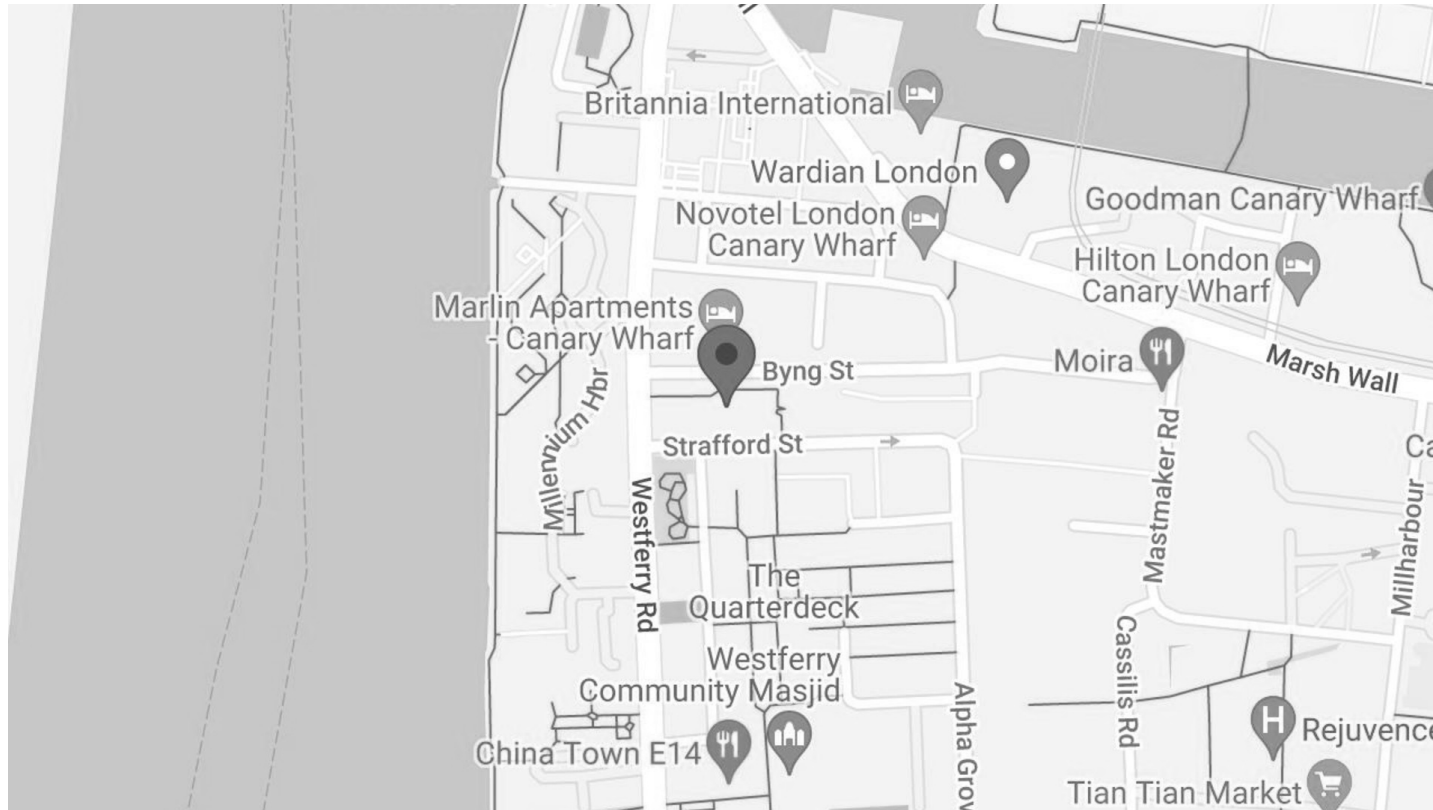 Britannia International
Wardian London
Goodman Canary Wharf
Novotel London
Canary Wharf
Hilton London
Canary Wharf
Marlin Apartments
- Canary Wharf
Byng St
Moira
Marsh Wall
Millennium Hbr
Strafford St
Mastmaker Rd
Ca
Millharbour
Westferry Rd
The
Quarterdeck
Westferry
Community Masjid
Cassilis Rd
Alpha Grov
China Town E14
H
Rejuvence
Tian Tian Market